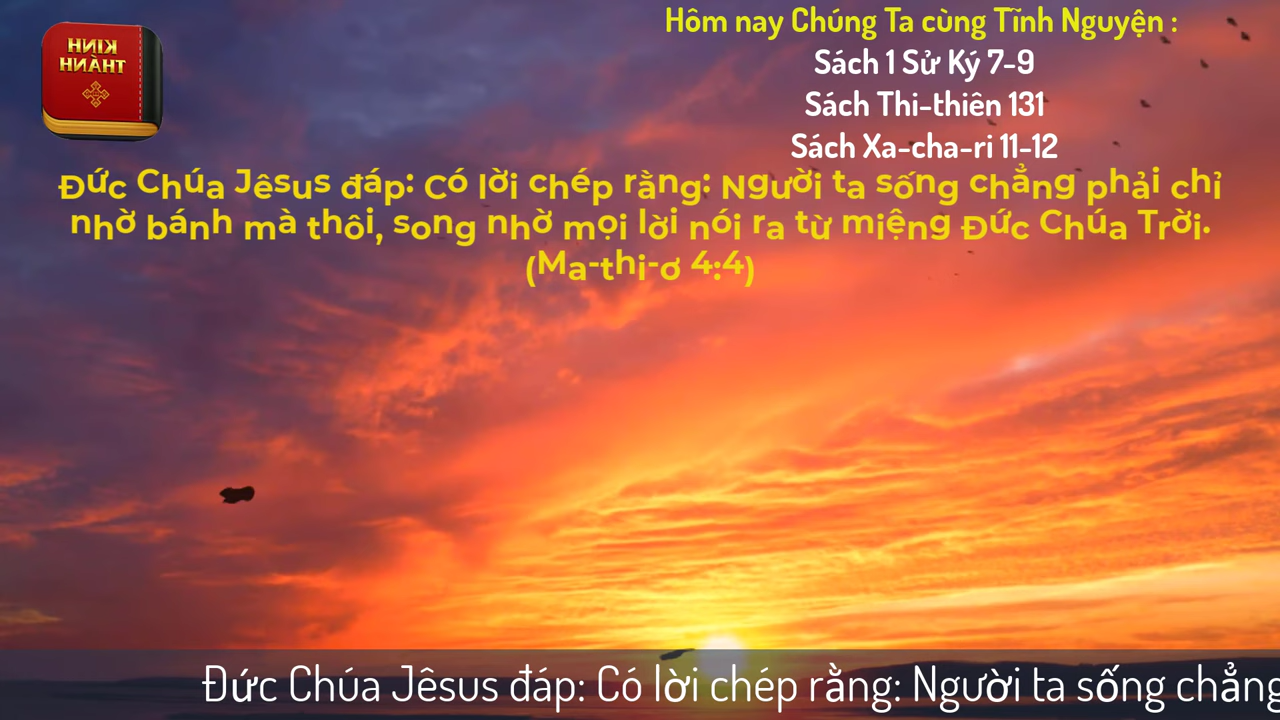 KINH
THÁNH
Hôm nay Chúng Ta cùng Tĩnh Nguyện :
Sách 1 Sử Ký 7-9
Sách Thi-thiên 131
Sách Xa-cha-ri 11-12
Đức Chúa Jêsus đáp: Có lời chép rằng: Người ta sống chẳng phải chỉ
nhờ bánh mà thôi, song nhờ mọi lời nói ra từ miệng Đức Chúa Trời.
(Ma-thi-ơ 4:4)
Đức Chúa Jêsus đáp: Có lời chép rằng: Người ta sống chẳng